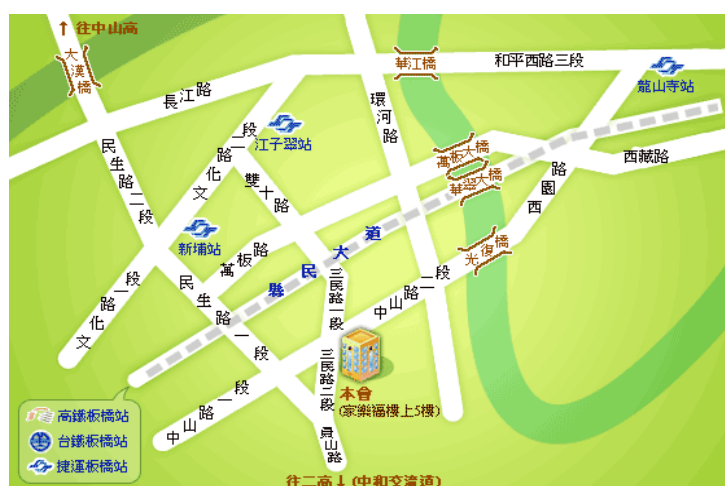 ↑ 往中山高
大漢橋
長江路
華江橋
和平西路三段
龍山寺站
環河路
江子翠站
文化路二段
民生路二段
雙十路
萬板大橋
華翠大橋
西藏路
西園路
新埔站
萬板路
縣民大道
光復橋
三民路一段
中山路二段
文化路一段
民生路一段
三民路二段
本會
(家樂福樓上5樓)
中山路一段
員山路
高鐵板橋站
台鐵板橋站
捷運板橋站
往二高↓(中和交流道)